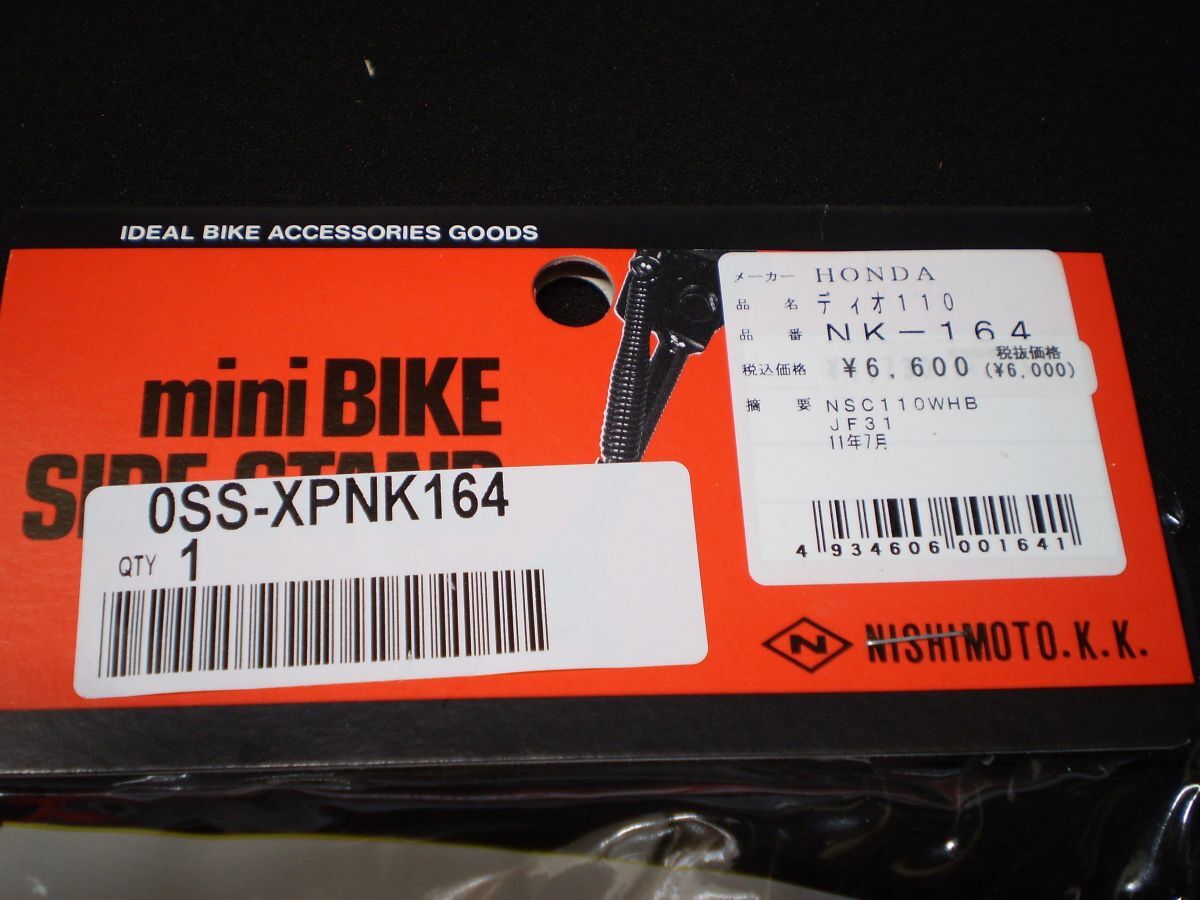 IDEAL BIKE ACCESSORIES GOODS
mini BIKE
SIDE STAND
0SS-XPNK164
QTY 1
メーカー HONDA
品名 ディオ110
品番 NK-164
税込価格 ¥6,600 税抜価格 (¥6,000)
摘要 NSC110WHB
JF31
11年7月
4 934606 001641
N NISHIMOTO.K.K.